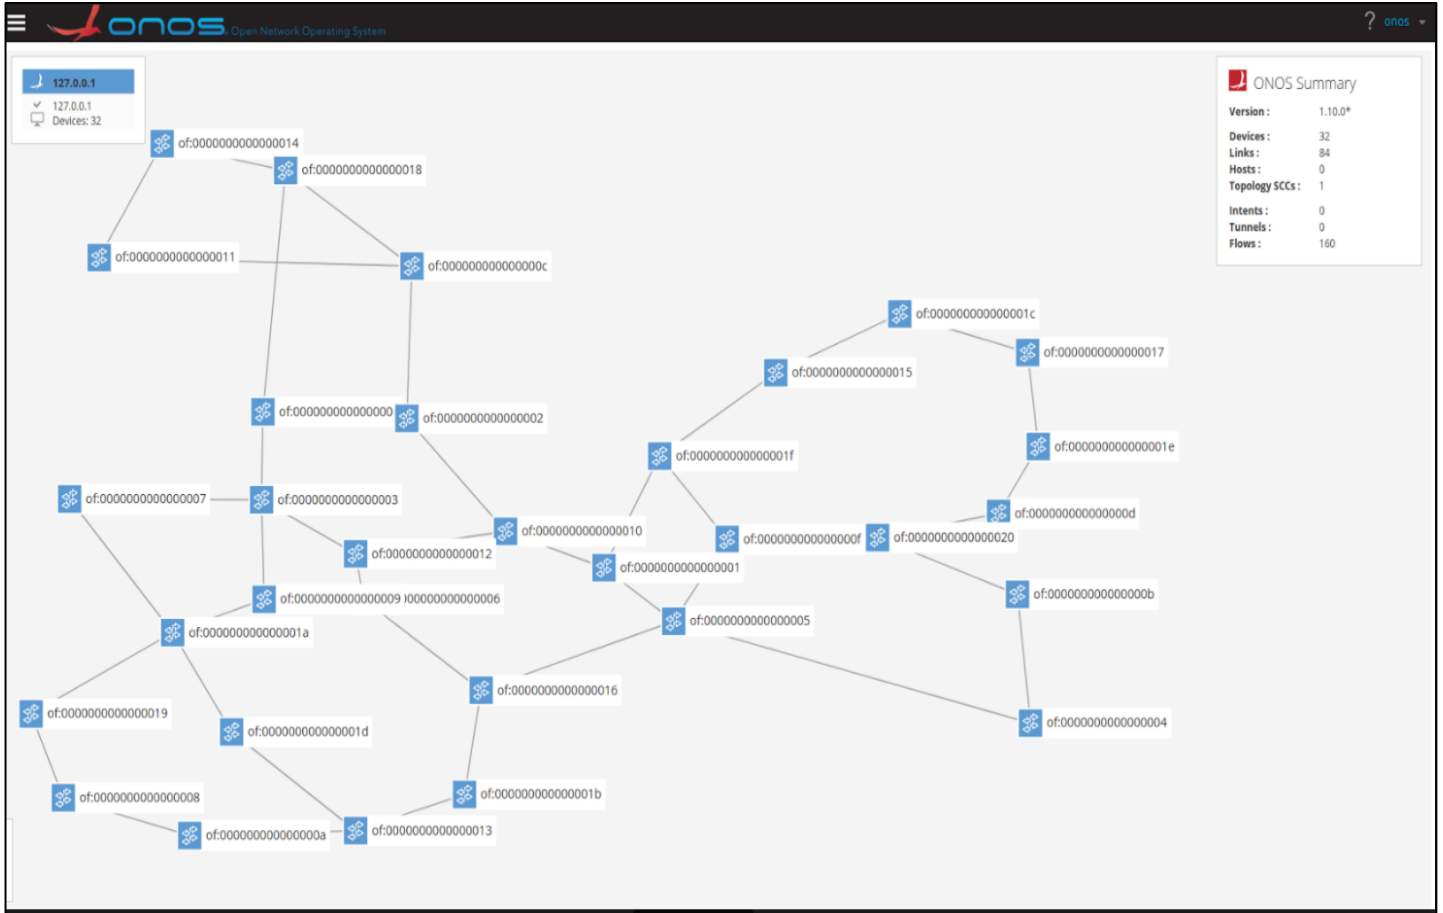 onos Open Network Operating System
? onos
127.0.0.1
127.0.0.1
Devices: 32
ONOS Summary
Version : 1.10.0*
Devices : 32
Links : 84
Hosts : 0
Topology SCCs : 1
Intents : 0
Tunnels : 0
Flows : 160
of:0000000000000014
of:0000000000000018
of:0000000000000011
of:000000000000000c
of:000000000000001c
of:0000000000000017
of:0000000000000015
of:000000000000000
of:0000000000000002
of:000000000000001f
of:000000000000001e
of:0000000000000007
of:0000000000000003
of:000000000000000d
of:0000000000000010
of:000000000000000f
of:0000000000000020
of:0000000000000012
of:0000000000000001
of:0000000000000009
000000000006
of:000000000000000b
of:000000000000001a
of:0000000000000005
of:0000000000000016
of:0000000000000019
of:000000000000001d
of:0000000000000004
of:0000000000000008
of:000000000000001b
of:000000000000000a
of:0000000000000013